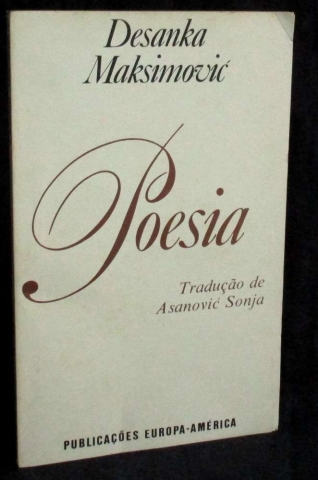 Desanka
Maksimović
Poesia
Tradução de
Asanović Sonja
PUBLICAÇÕES EUROPA-AMÉRICA